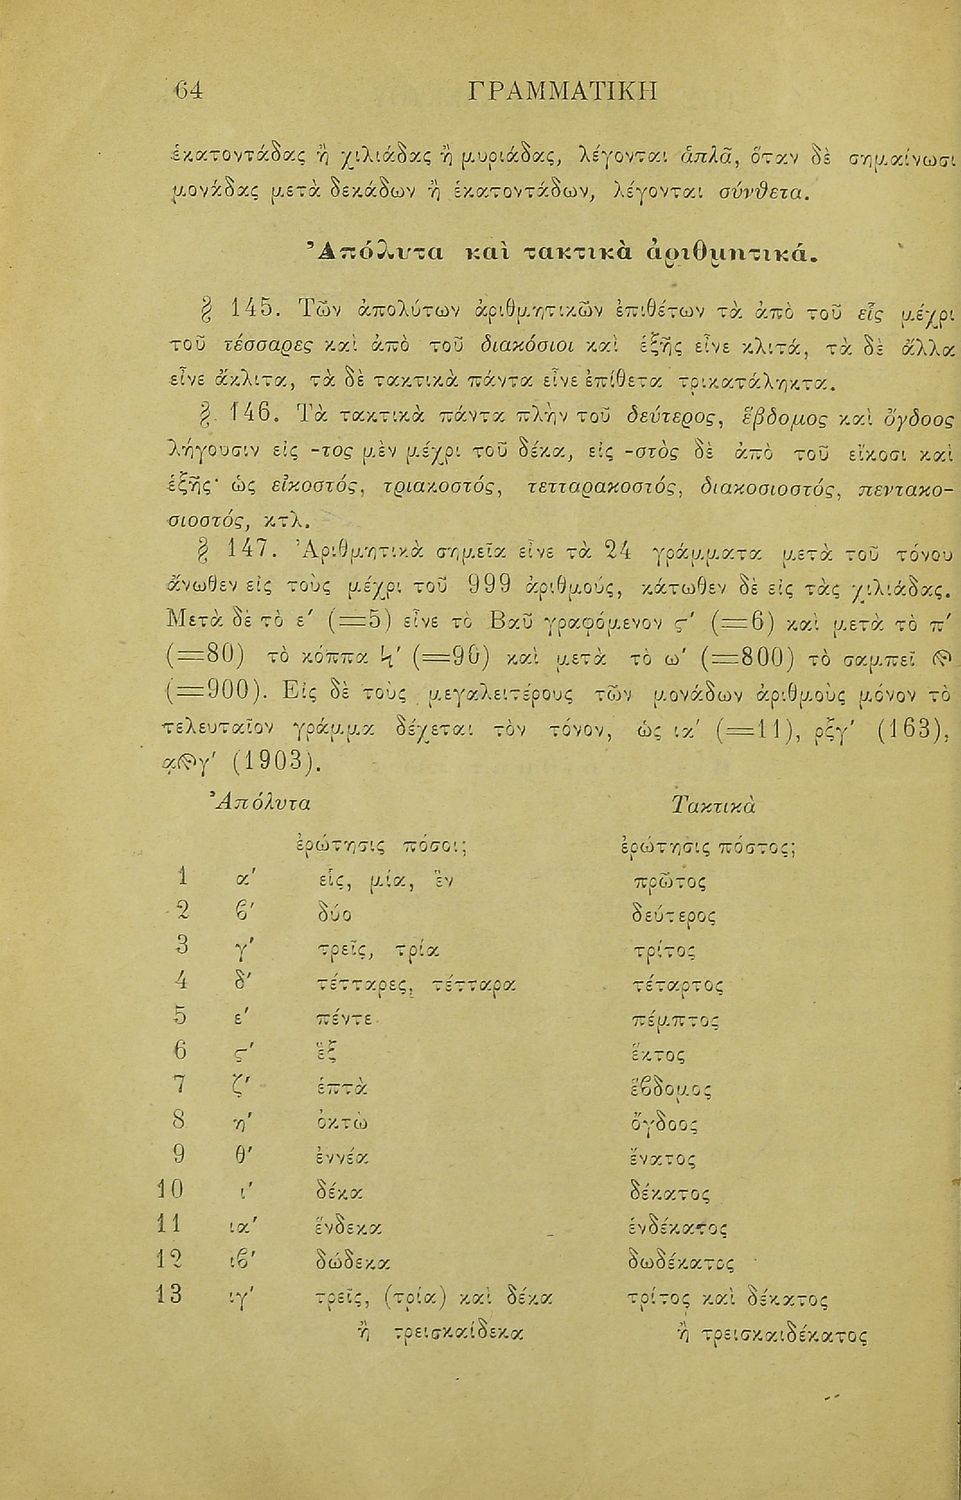 64 ΓΡΑΜΜΑΤΙΚΗ
ἑκατοντάδας ἢ χιλιάδας ἢ μυριάδας, λέγονται ἁπλᾶ, ὅταν δὲ σημαίνωσι
μονάδας μετὰ δεκάδων ἢ ἑκατοντάδων, λέγονται σύνθετα.
Ἀπόλυτα καὶ τακτικὰ ἀριθμητικά.
§ 145. Τῶν ἀπολύτων ἀριθμητικῶν ἐπιθέτων τὰ ἀπὸ τοῦ εἷς μέχρι
τοῦ τέσσαρες καὶ ἀπὸ τοῦ διακόσιοι καὶ ἑξῆς εἶνε κλιτά, τὰ δὲ ἄλλα
εἶνε ἄκλιτα, τὰ δὲ τακτικὰ πάντα εἶνε ἐπίθετα τρικατάληκτα.
§ 146. Τὰ τακτικὰ πάντα πλὴν τοῦ δεύτερος, ἕβδομος καὶ ὄγδοος
λήγουσιν εἰς -τος μὲν μέχρι τοῦ δέκα, εἰς -στὸς δὲ ἀπὸ τοῦ εἴκοσι καὶ
ἑξῆς· ὡς εἰκοστός, τριακοστός, τετταρακοστός, διακοσιοστός, πεντακο-
σιοστός, κτλ.
§ 147. Ἀριθμητικὰ σημεῖα εἶνε τὰ 24 γράμματα μετὰ τοῦ τόνου
ἄνωθεν εἰς τοὺς μέχρι τοῦ 999 ἀριθμούς, κάτωθεν δὲ εἰς τὰς χιλιάδας.
Μετὰ δὲ τὸ ε' (=5) εἶνε τὸ Βαῦ γραφόμενον ϛ' (=6) καὶ μετὰ τὸ π'
(=80) τὸ κόππα ϟ' (=90) καὶ μετὰ τὸ ω' (=800) τὸ σαμπεῖ ϡ
(=900). Εἰς δὲ τοὺς μεγαλειτέρους τῶν μονάδων ἀριθμοὺς μόνον τὸ
τελευταῖον γράμμα δέχεται τὸν τόνον, ὡς ια' (=11), ρξγ' (163),
͵αϡγ' (1903).
Ἀπόλυτα Τακτικὰ
ἐρώτησις πόσοι; ἐρώτησις πόστος;
1 α' εἷς, μία, ἓν πρῶτος
2 ϐ' δύο δεύτερος
3 γ' τρεῖς, τρία τρίτος
4 δ' τέτταρες, τέτταρα τέταρτος
5 ε' πέντε πέμπτος
6 ϛ' ἓξ ἕκτος
7 ζ' ἑπτὰ ἕϐδομος
8 η' ὀκτὼ ὄγδοος
9 θ' ἐννέα ἔνατος
10 ι' δέκα δέκατος
11 ια' ἕνδεκα ἑνδέκατος
12 ιϐ' δώδεκα δωδέκατος
13 ιγ' τρεῖς, (τρία) καὶ δέκα τρίτος καὶ δέκατος
ἢ τρεισκαίδεκα ἢ τρεισκαιδέκατος